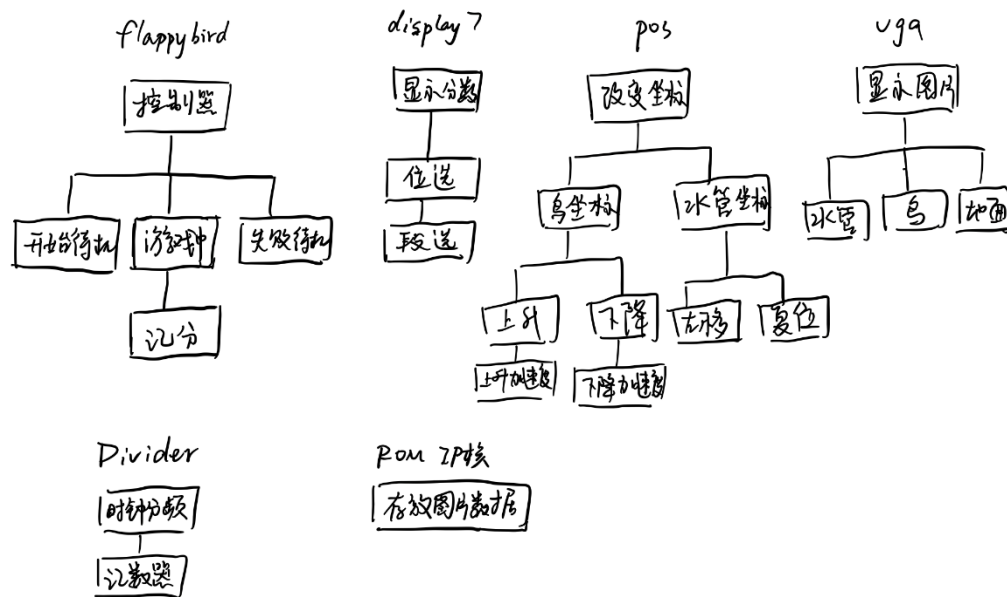 flappybird
display7
pos
vga
控制器
显示分数
改变坐标
显示图片
位选
鸟坐标
水管坐标
水管
鸟
地面
开始待机
游戏钟
失败待机
段选
记分
上升
下降
左移
复位
上升加速度
下降加速度
Divider
ROM IP核
时钟分频
存放图片数据
记数器